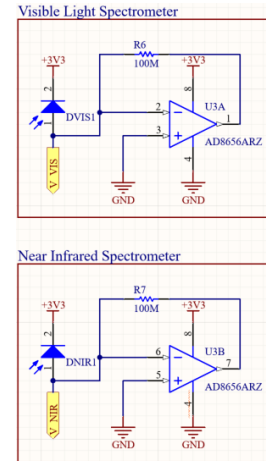 Visible Light Spectrometer
R6
+3V3
100M
+3V3
2
8
DVIS1
1
2
3
U3A
1
AD8656ARZ
4
V_VIS
GND
GND
Near Infrared Spectrometer
R7
+3V3
100M
+3V3
2
8
DNIR1
1
6
5
U3B
7
AD8656ARZ
4
V_NIR
GND
GND